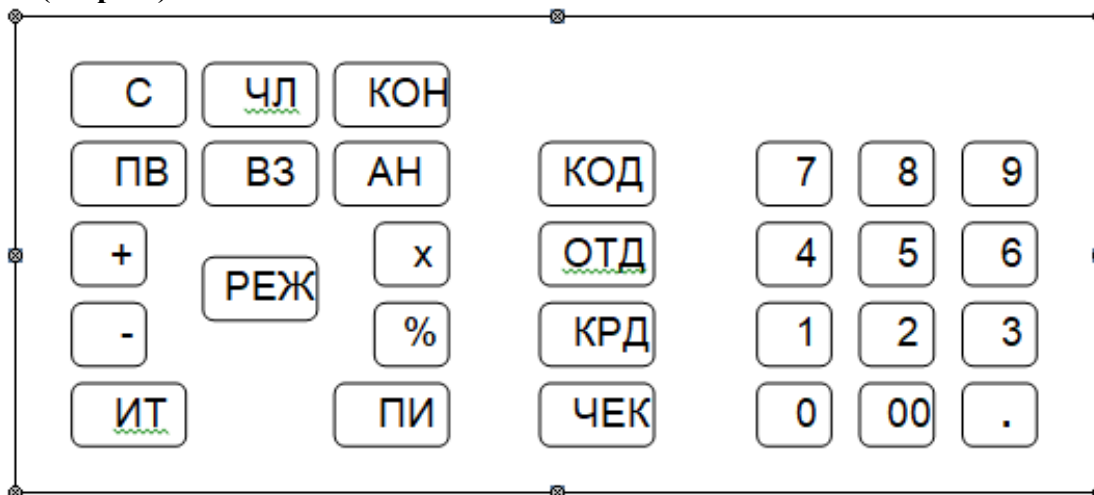 С ЧЛ КОН
ПВ ВЗ АН КОД 7 8 9
+ х ОТД 4 5 6
РЕЖ
- % КРД 1 2 3
ИТ ПИ ЧЕК 0 00 .